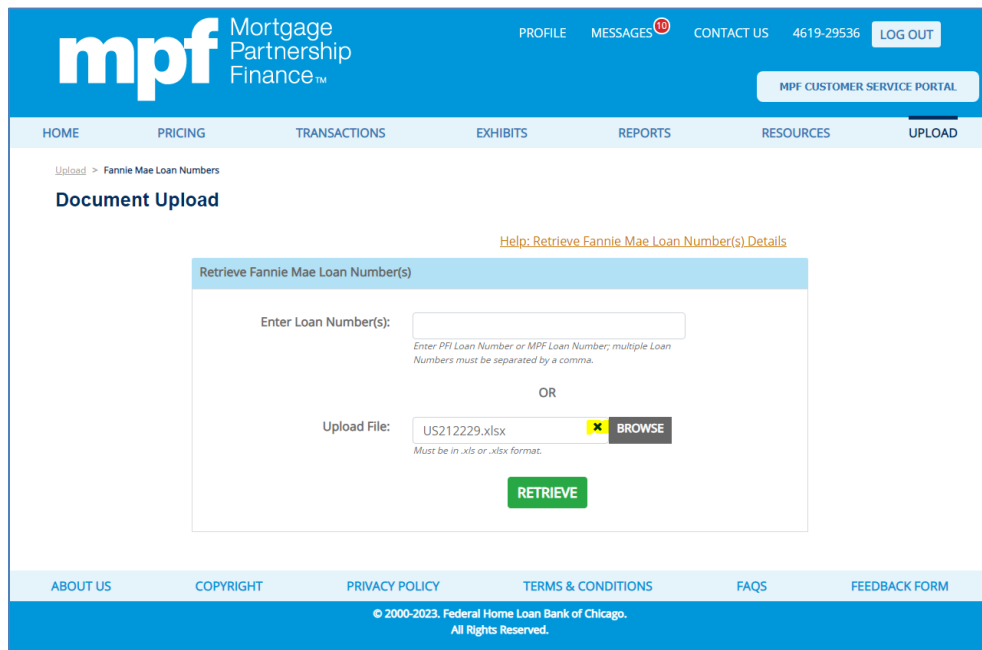 mpf Mortgage
Partnership
Finance™
PROFILE MESSAGES 10 CONTACT US 4619-29536 LOG OUT
MPF CUSTOMER SERVICE PORTAL
HOME PRICING TRANSACTIONS EXHIBITS REPORTS RESOURCES UPLOAD
Upload > Fannie Mae Loan Numbers
Document Upload
Help: Retrieve Fannie Mae Loan Number(s) Details
Retrieve Fannie Mae Loan Number(s)
Enter Loan Number(s):
Enter PFI Loan Number or MPF Loan Number; multiple Loan
Numbers must be separated by a comma.
OR
Upload File: US212229.xlsx × BROWSE
Must be in .xls or .xlsx format.
RETRIEVE
ABOUT US COPYRIGHT PRIVACY POLICY TERMS & CONDITIONS FAQS FEEDBACK FORM
© 2000-2023. Federal Home Loan Bank of Chicago.
All Rights Reserved.